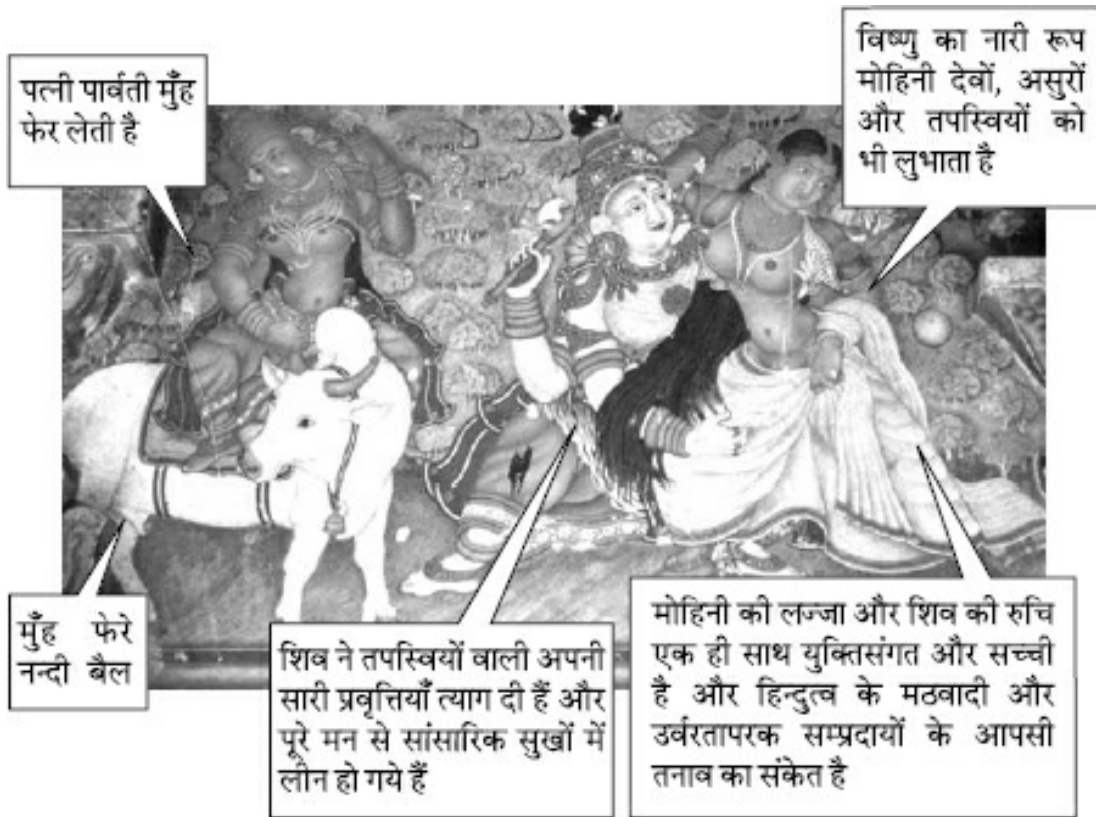 पत्नी पार्वती मुँह
फेर लेती है
विष्णु का नारी रूप
मोहिनी देवों, असुरों
और तपस्वियों को
भी लुभाता है
मुँह फेरे
नन्दी बैल
शिव ने तपस्वियों वाली अपनी
सारी प्रवृत्तियाँ त्याग दी हैं और
पूरे मन से सांसारिक सुखों में
लीन हो गये हैं
मोहिनी की लज्जा और शिव की रुचि
एक ही साथ युक्तिसंगत और सच्ची
है और हिन्दुत्व के मठवादी और
उर्वरतापरक सम्प्रदायों के आपसी
तनाव का संकेत है